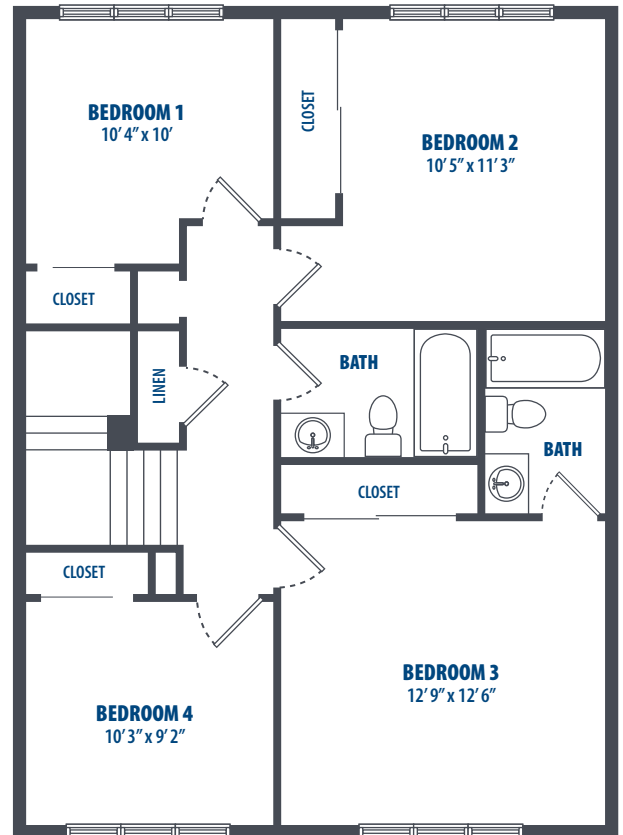 BEDROOM 1
10’ 4” x 10’
CLOSET
BEDROOM 2
10’ 5” x 11’ 3”
CLOSET
LINEN
BATH
BATH
CLOSET
CLOSET
BEDROOM 3
12’ 9” x 12’ 6”
BEDROOM 4
10’ 3” x 9’ 2”